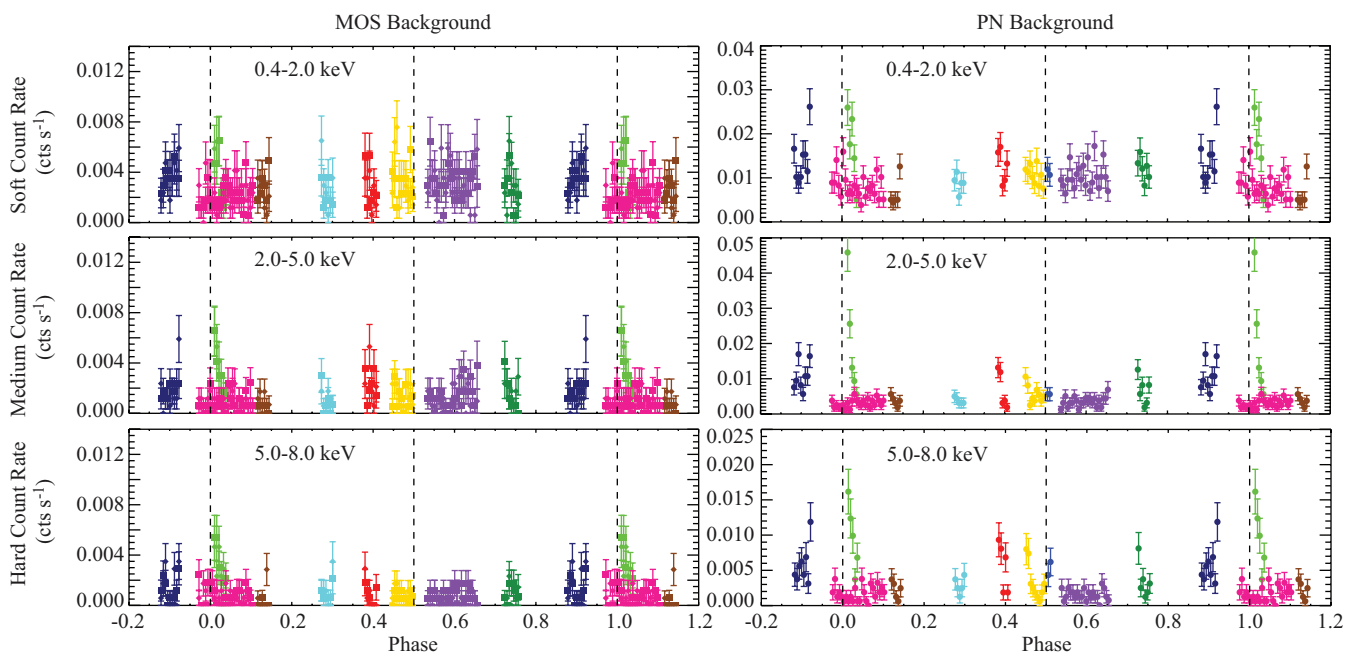 MOS Background
PN Background
Soft Count Rate
(cts s⁻¹)
0.012
0.008
0.004
0.000
0.4-2.0 keV
0.04
0.03
0.02
0.01
0.00
0.4-2.0 keV
Medium Count Rate
(cts s⁻¹)
0.012
0.008
0.004
0.000
2.0-5.0 keV
0.05
0.04
0.03
0.02
0.01
0.00
2.0-5.0 keV
Hard Count Rate
(cts s⁻¹)
0.012
0.008
0.004
0.000
5.0-8.0 keV
0.025
0.020
0.015
0.010
0.005
0.000
5.0-8.0 keV
-0.2 0.0 0.2 0.4 0.6 0.8 1.0 1.2
Phase
-0.2 0.0 0.2 0.4 0.6 0.8 1.0 1.2
Phase